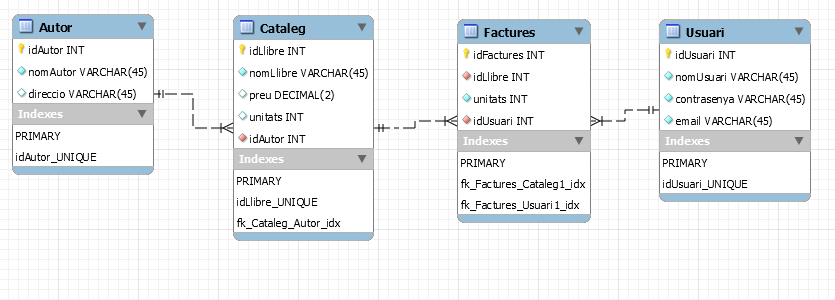 Autor
idAutor INT
nomAutor VARCHAR(45)
direccio VARCHAR(45)
Indexes
PRIMARY
idAutor_UNIQUE
Cataleg
idLlibre INT
nomLlibre VARCHAR(45)
preu DECIMAL(2)
unitats INT
idAutor INT
Indexes
PRIMARY
idLlibre_UNIQUE
fk_Cataleg_Autor_idx
Factures
idFactures INT
idLlibre INT
unitats INT
idUsuari INT
Indexes
PRIMARY
fk_Factures_Cataleg1_idx
fk_Factures_Usuari1_idx
Usuari
idUsuari INT
nomUsuari VARCHAR(45)
contrasenya VARCHAR(45)
email VARCHAR(45)
Indexes
PRIMARY
idUsuari_UNIQUE